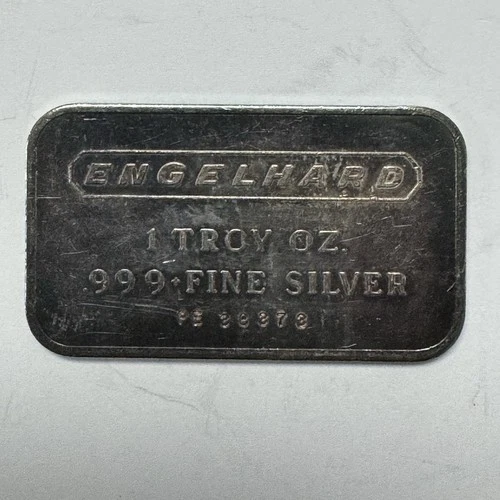 ENGELHARD
1 TROY OZ.
.999+FINE SILVER